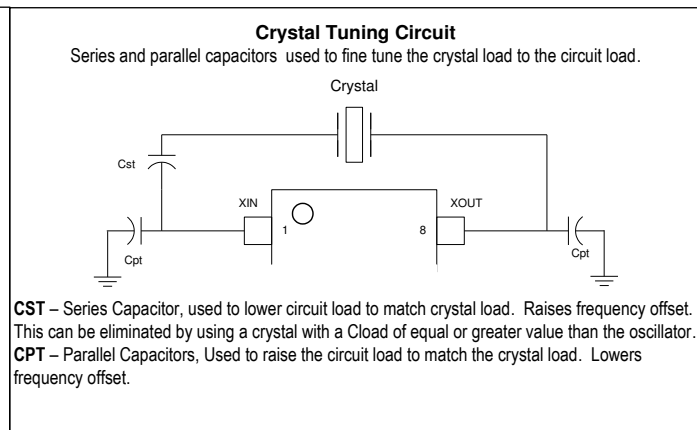 Crystal Tuning Circuit
Series and parallel capacitors used to fine tune the crystal load to the circuit load.
Crystal
Cst
XIN
XOUT
1
8
Cpt
Cpt
CST – Series Capacitor, used to lower circuit load to match crystal load. Raises frequency offset.
This can be eliminated by using a crystal with a Cload of equal or greater value than the oscillator.
CPT – Parallel Capacitors, Used to raise the circuit load to match the crystal load. Lowers
frequency offset.